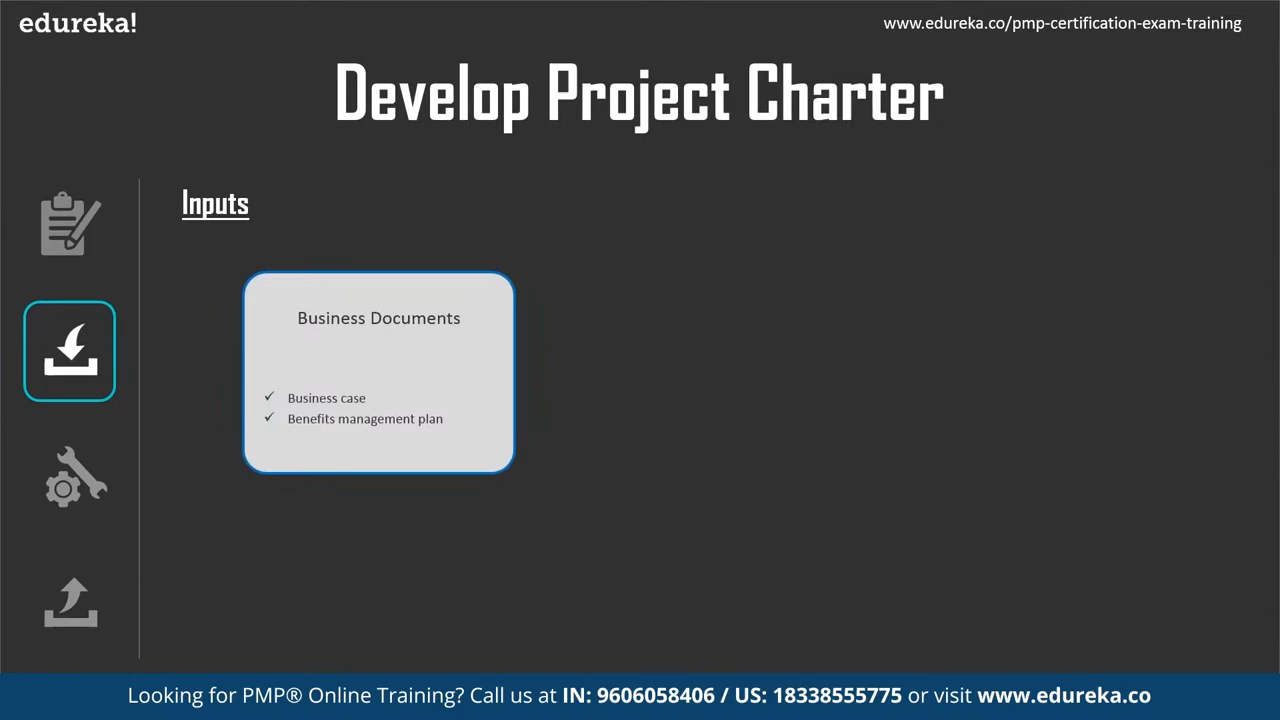 edureka!
www.edureka.co/pmp-certification-exam-training
Develop Project Charter
Inputs
Business Documents
✓ Business case
✓ Benefits management plan
Looking for PMP® Online Training? Call us at IN: 9606058406 / US: 18338555775 or visit www.edureka.co